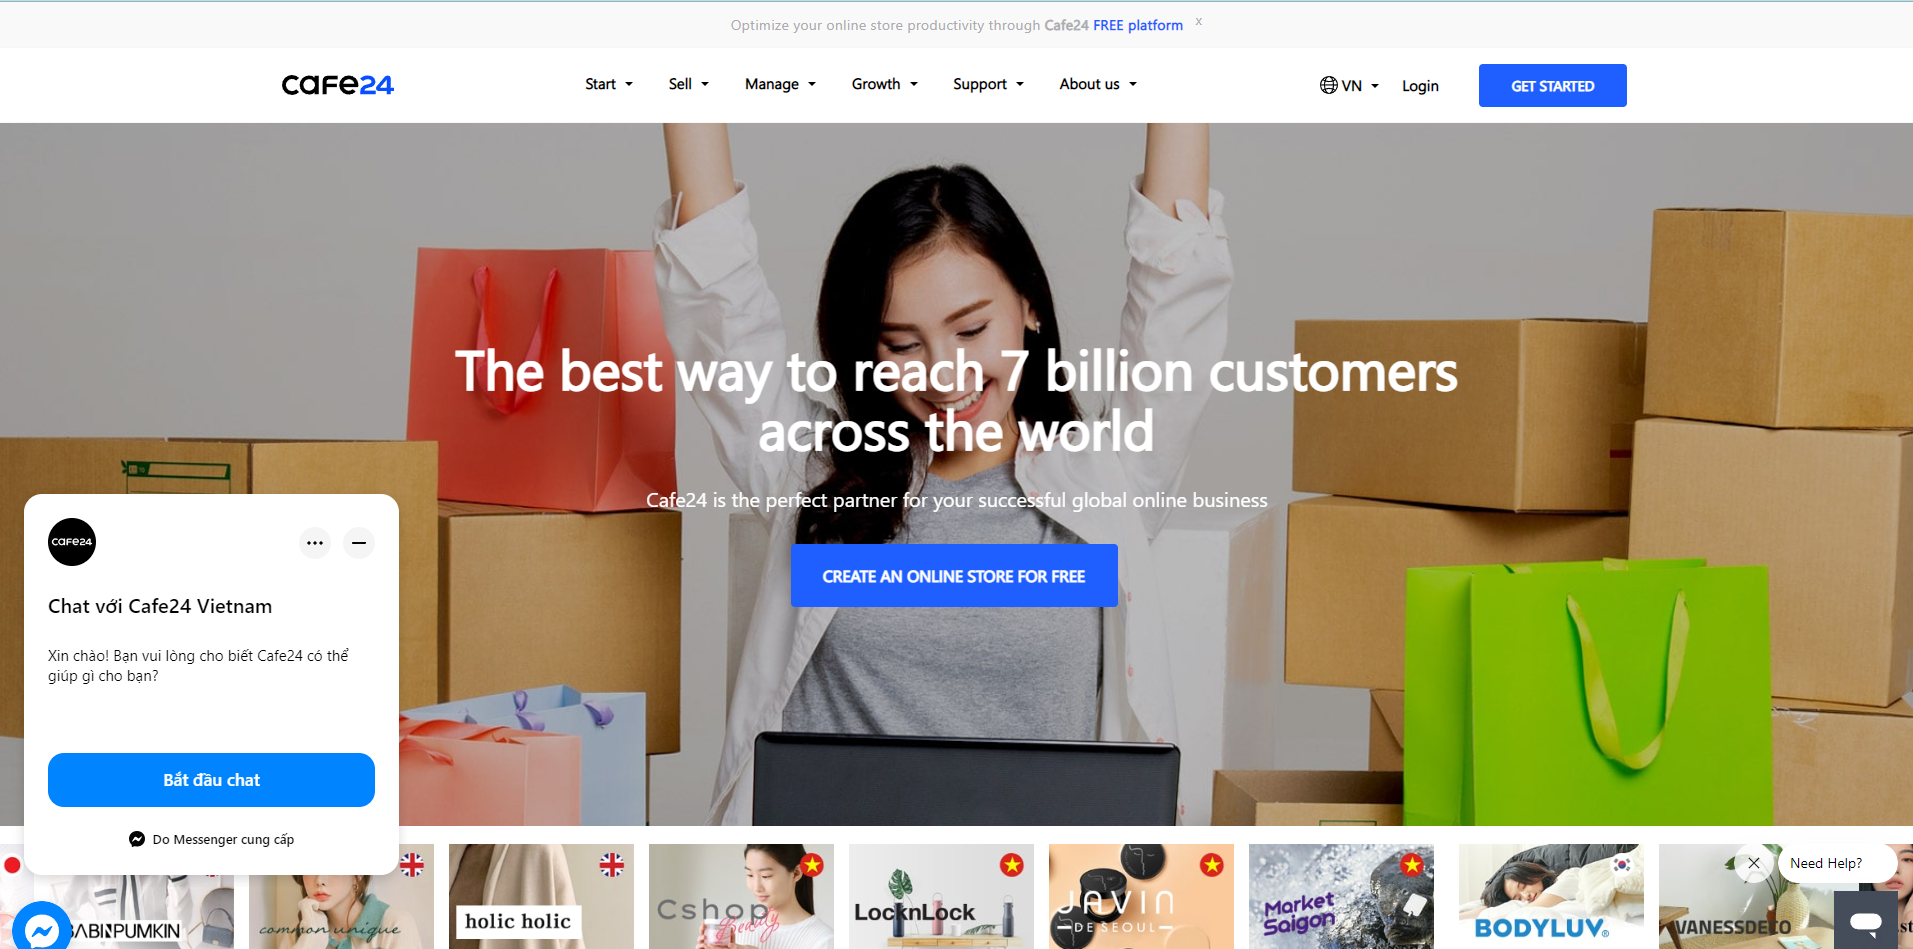 Optimize your online store productivity through Cafe24 FREE platform x
cafe24
Start
Sell
Manage
Growth
Support
About us
VN
Login
GET STARTED
The best way to reach 7 billion customers
across the world
Cafe24 is the perfect partner for your successful global online business
CREATE AN ONLINE STORE FOR FREE
cafe24
Chat với Cafe24 Vietnam
Xin chào! Bạn vui lòng cho biết Cafe24 có thể
giúp gì cho bạn?
Bắt đầu chat
Do Messenger cung cấp
Need Help?
BABINPUMKIN
common unique
holic holic
Cshop
Beauty
LocknLock
JAVIN
DE SEOUL
Market
Saigon
BODYLUV®
VANESSDECO